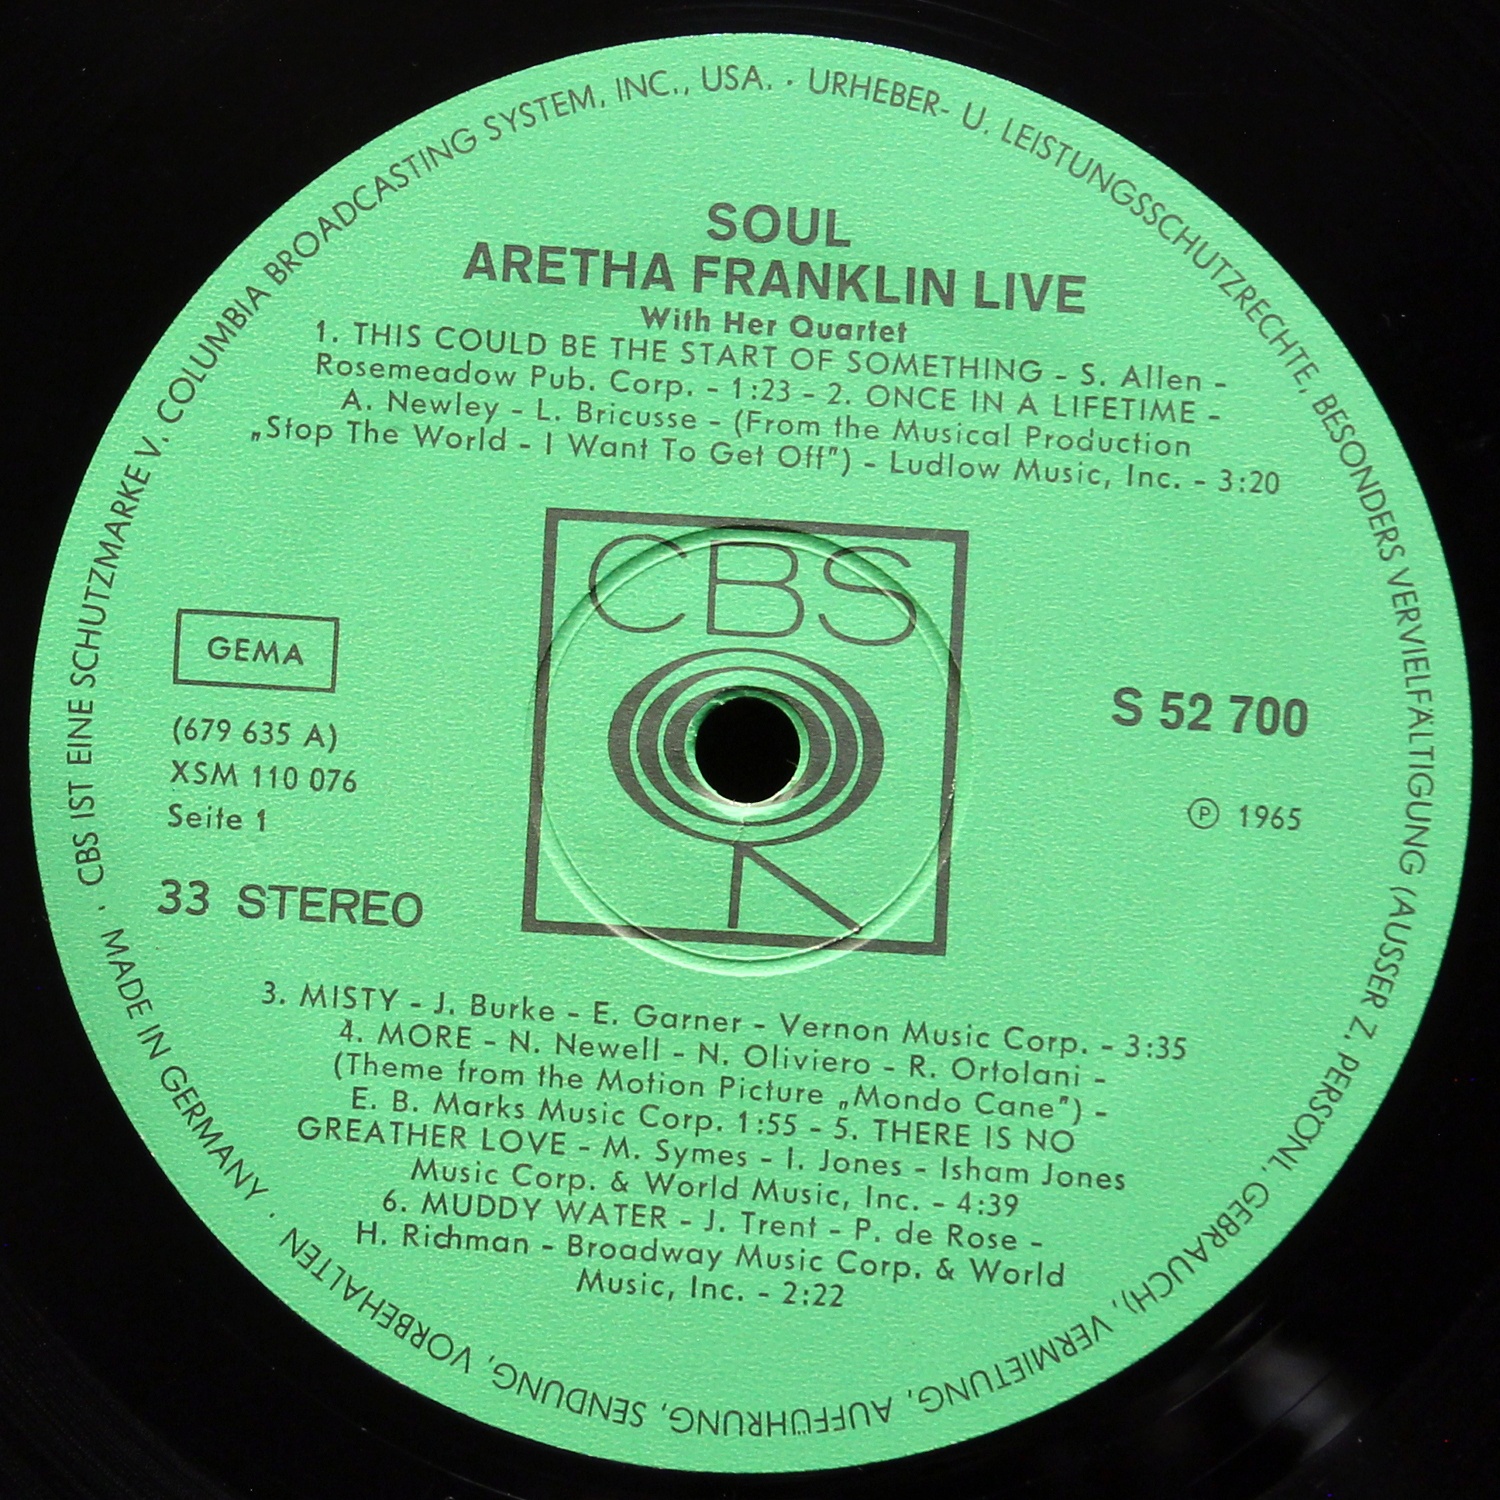 CBS IST EINE SCHUTZMARKE V. COLUMBIA BROADCASTING SYSTEM, INC., USA. · URHEBER- U. LEISTUNGSSCHUTZRECHTE, BESONDERS VERVIELFÄLTIGUNG (AUSSER Z. PERSÖNL. GEBRAUCH), VERMIETUNG, AUFFÜHRUNG, SENDUNG, VORBEHALTEN · MADE IN GERMANY ·
SOUL
ARETHA FRANKLIN LIVE
With Her Quartet
1. THIS COULD BE THE START OF SOMETHING - S. Allen -
Rosemeadow Pub. Corp. - 1:23 - 2. ONCE IN A LIFETIME -
A. Newley - L. Bricusse - (From the Musical Production
„Stop The World - I Want To Get Off") - Ludlow Music, Inc. - 3:20
CBS
GEMA
(679 635 A)
XSM 110 076
Seite 1
33 STEREO
S 52 700
℗ 1965
3. MISTY - J. Burke - E. Garner - Vernon Music Corp. - 3:35
4. MORE - N. Newell - N. Oliviero - R. Ortolani -
(Theme from the Motion Picture „Mondo Cane") -
E. B. Marks Music Corp. 1:55 - 5. THERE IS NO
GREATHER LOVE - M. Symes - I. Jones - Isham Jones
Music Corp. & World Music, Inc. - 4:39
6. MUDDY WATER - J. Trent - P. de Rose -
H. Richman - Broadway Music Corp. & World
Music, Inc. - 2:22